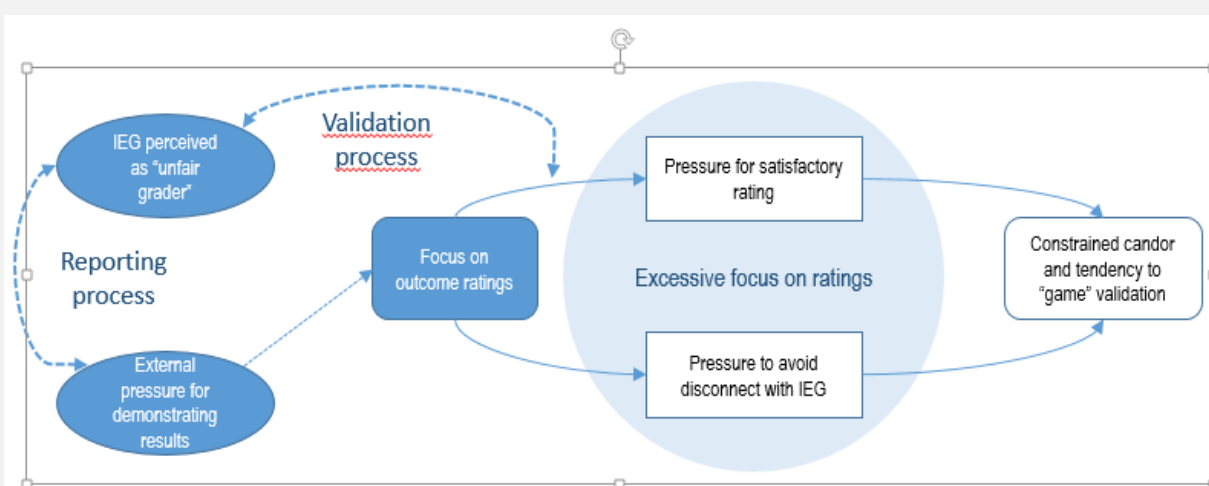 IEG perceived
as “unfair
grader”
Validation
process
Reporting
process
External
pressure for
demonstrating
results
Focus on
outcome ratings
Pressure for satisfactory
rating
Excessive focus on ratings
Pressure to avoid
disconnect with IEG
Constrained candor
and tendency to
“game” validation